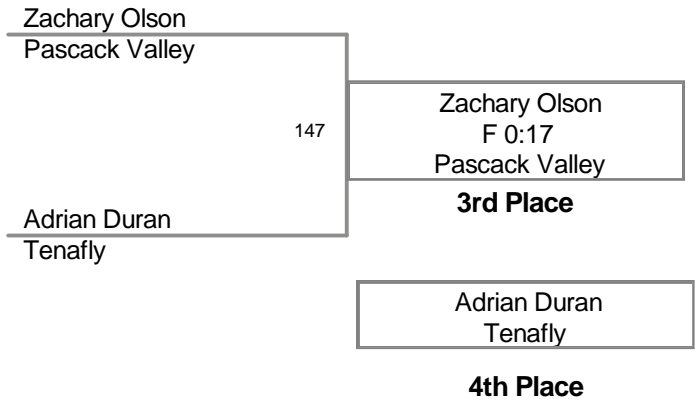 Zachary Olson
Pascack Valley
147
Zachary Olson
F 0:17
Pascack Valley
3rd Place
Adrian Duran
Tenafly
Adrian Duran
Tenafly
4th Place